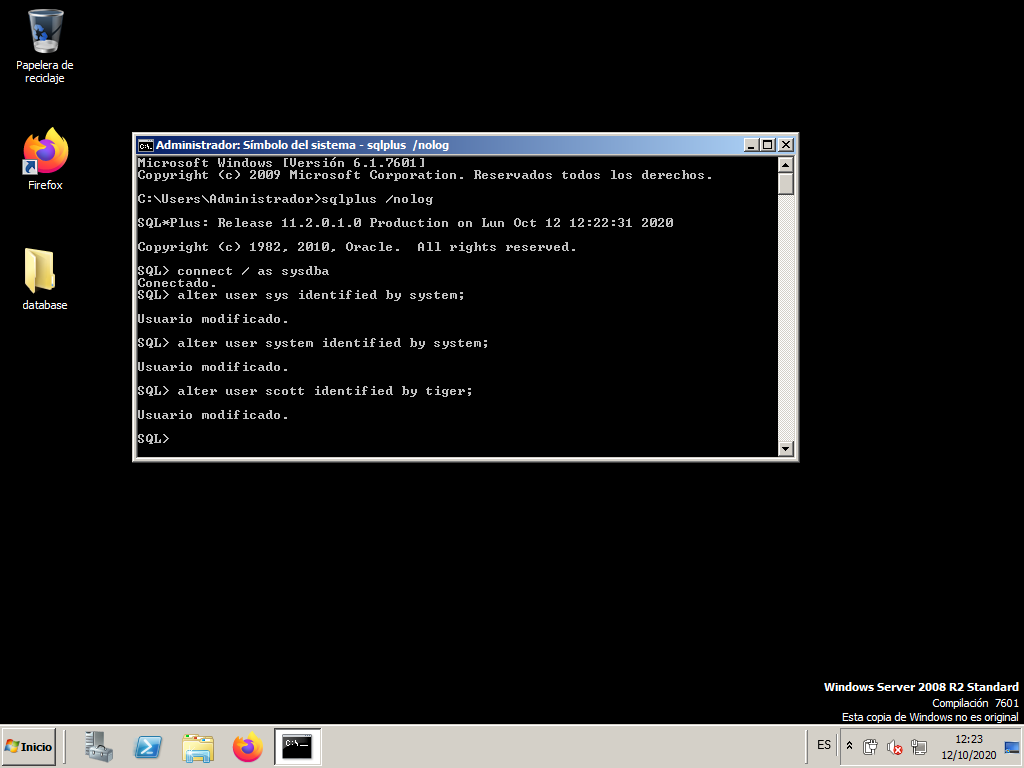 Papelera de
reciclaje
Firefox
database
Administrador: Símbolo del sistema - sqlplus /nolog
Microsoft Windows [Versión 6.1.7601]
Copyright (c) 2009 Microsoft Corporation. Reservados todos los derechos.
C:\Users\Administrador>sqlplus /nolog
SQL*Plus: Release 11.2.0.1.0 Production on Lun Oct 12 12:22:31 2020
Copyright (c) 1982, 2010, Oracle.  All rights reserved.
SQL> connect / as sysdba
Conectado.
SQL> alter user sys identified by system;
Usuario modificado.
SQL> alter user system identified by system;
Usuario modificado.
SQL> alter user scott identified by tiger;
Usuario modificado.
SQL>
Windows Server 2008 R2 Standard
Compilación 7601
Esta copia de Windows no es original
Inicio
C:\_
ES
12:23
12/10/2020